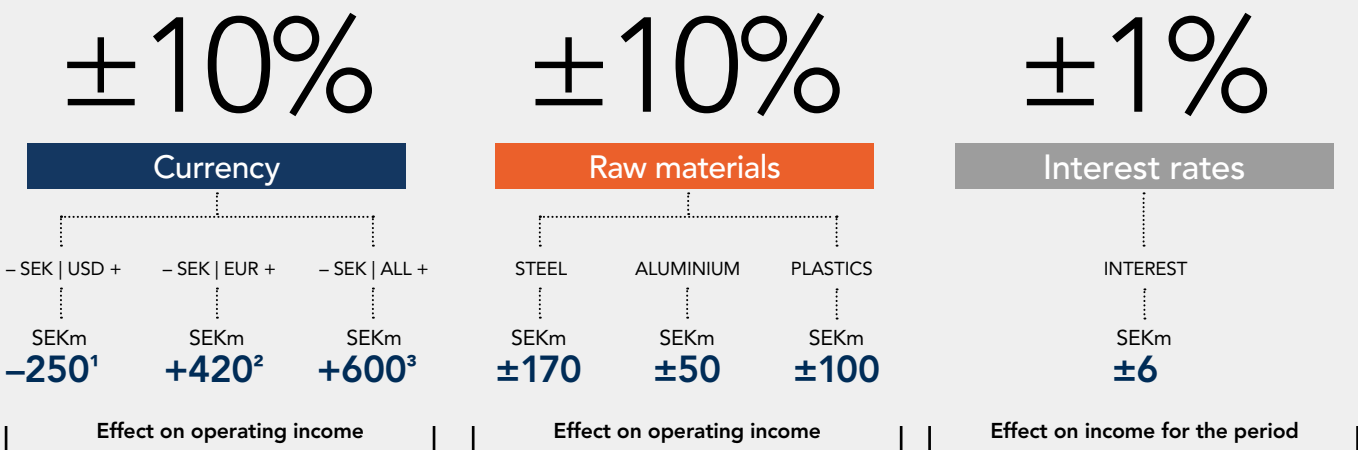 ±10%
Currency
– SEK | USD + – SEK | EUR + – SEK | ALL +
SEKm SEKm SEKm
–250¹ +420² +600³
Effect on operating income
±10%
Raw materials
STEEL ALUMINIUM PLASTICS
SEKm SEKm SEKm
±170 ±50 ±100
Effect on operating income
±1%
Interest rates
INTEREST
SEKm
±6
Effect on income for the period